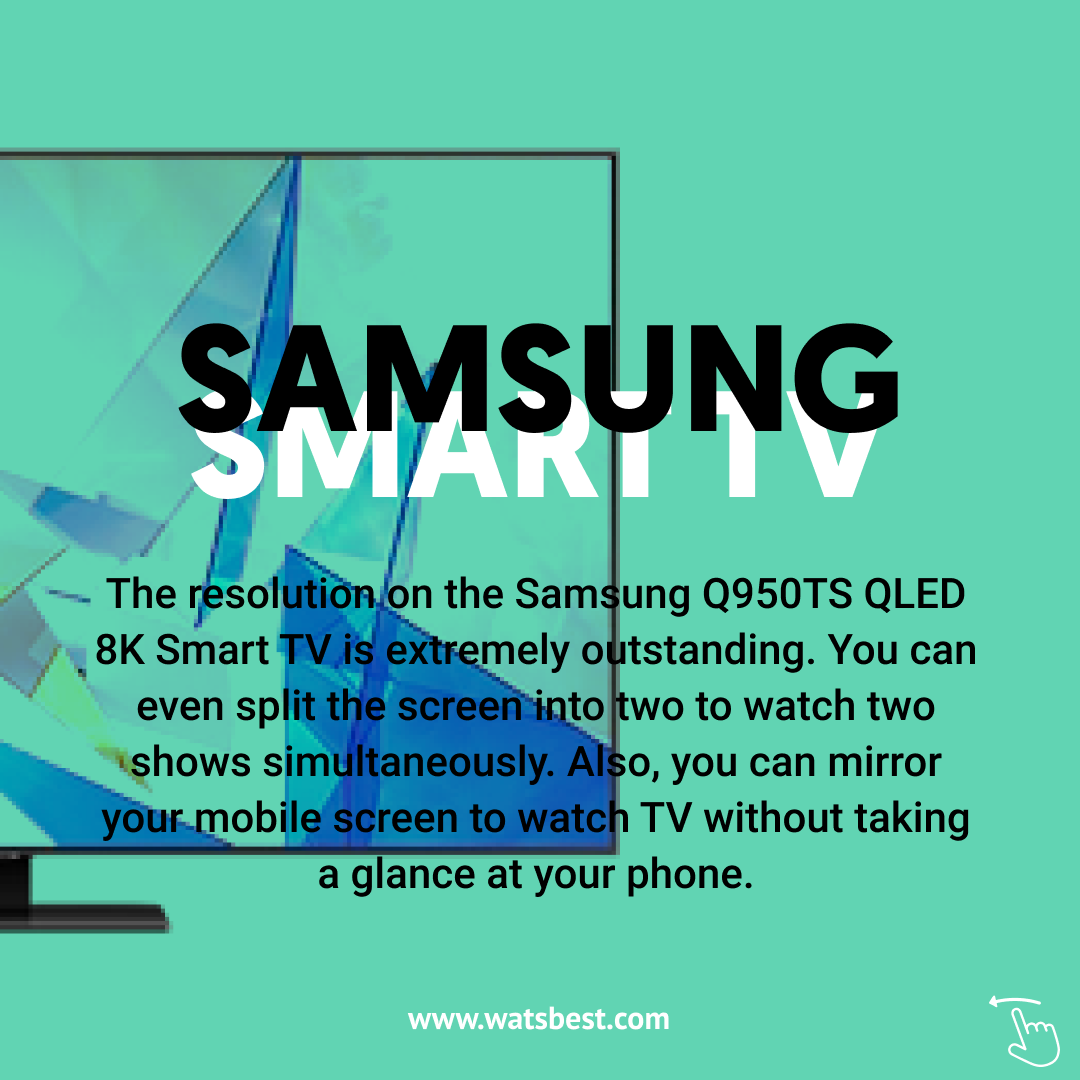 SAMSUNG
SMART TV
The resolution on the Samsung Q950TS QLED
8K Smart TV is extremely outstanding. You can
even split the screen into two to watch two
shows simultaneously. Also, you can mirror
your mobile screen to watch TV without taking
a glance at your phone.
www.watsbest.com